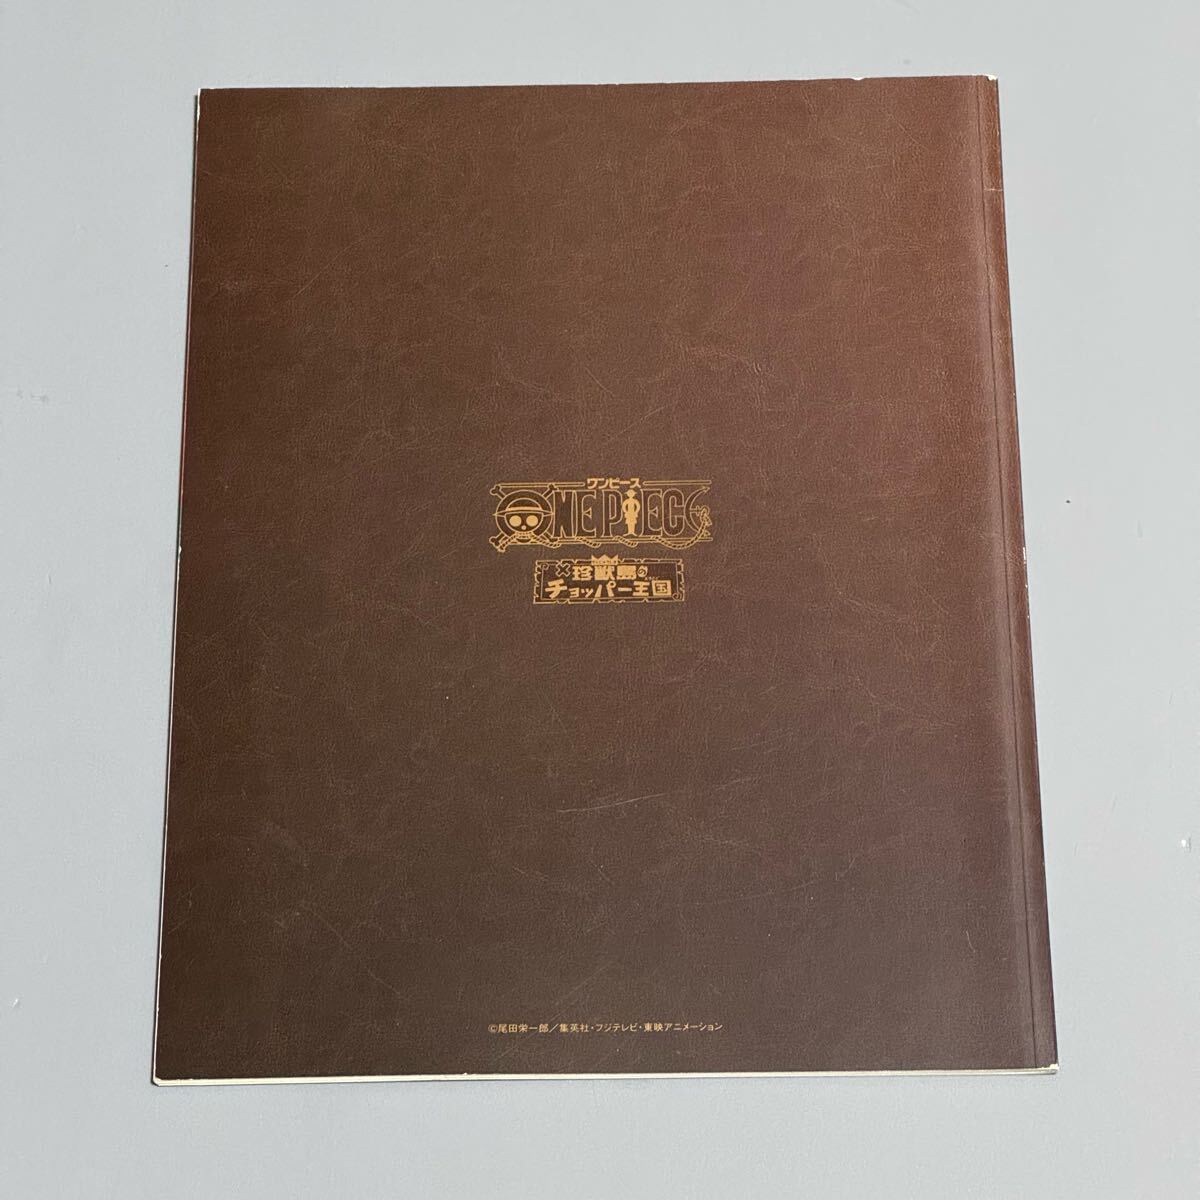 ワンピース
ONE PIECE
珍獣島の
チョッパー王国
©尾田栄一郎／集英社・フジテレビ・東映アニメーション